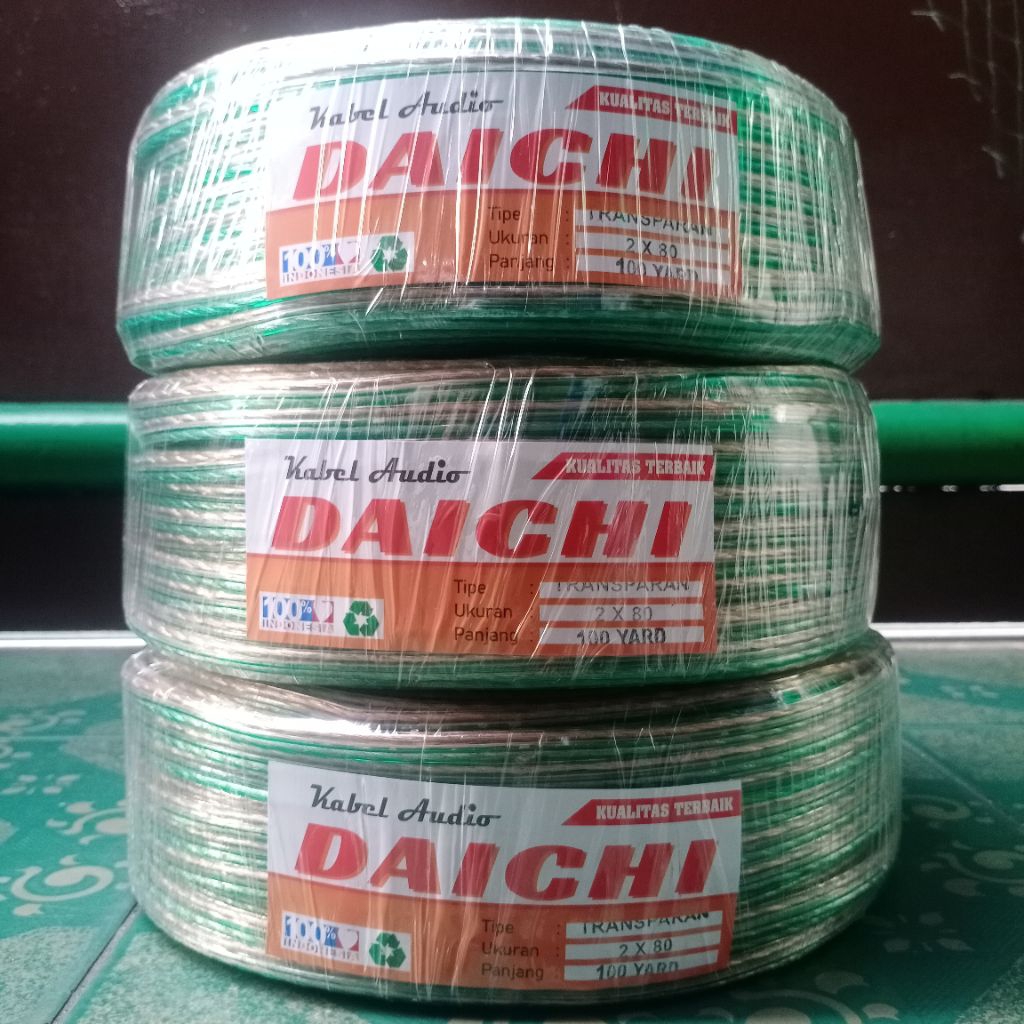 Kabel Audio
KUALITAS TERBAIK
DAICHI
Tipe : TRANSPARAN
Ukuran : 2 X 80
Panjang : 100 YARD
100%
INDONESIA
Kabel Audio
KUALITAS TERBAIK
DAICHI
Tipe : TRANSPARAN
Ukuran : 2 X 80
Panjang : 100 YARD
100%
INDONESIA
Kabel Audio
KUALITAS TERBAIK
DAICHI
Tipe : TRANSPARAN
Ukuran : 2 X 80
Panjang : 100 YARD
100%
INDONESIA